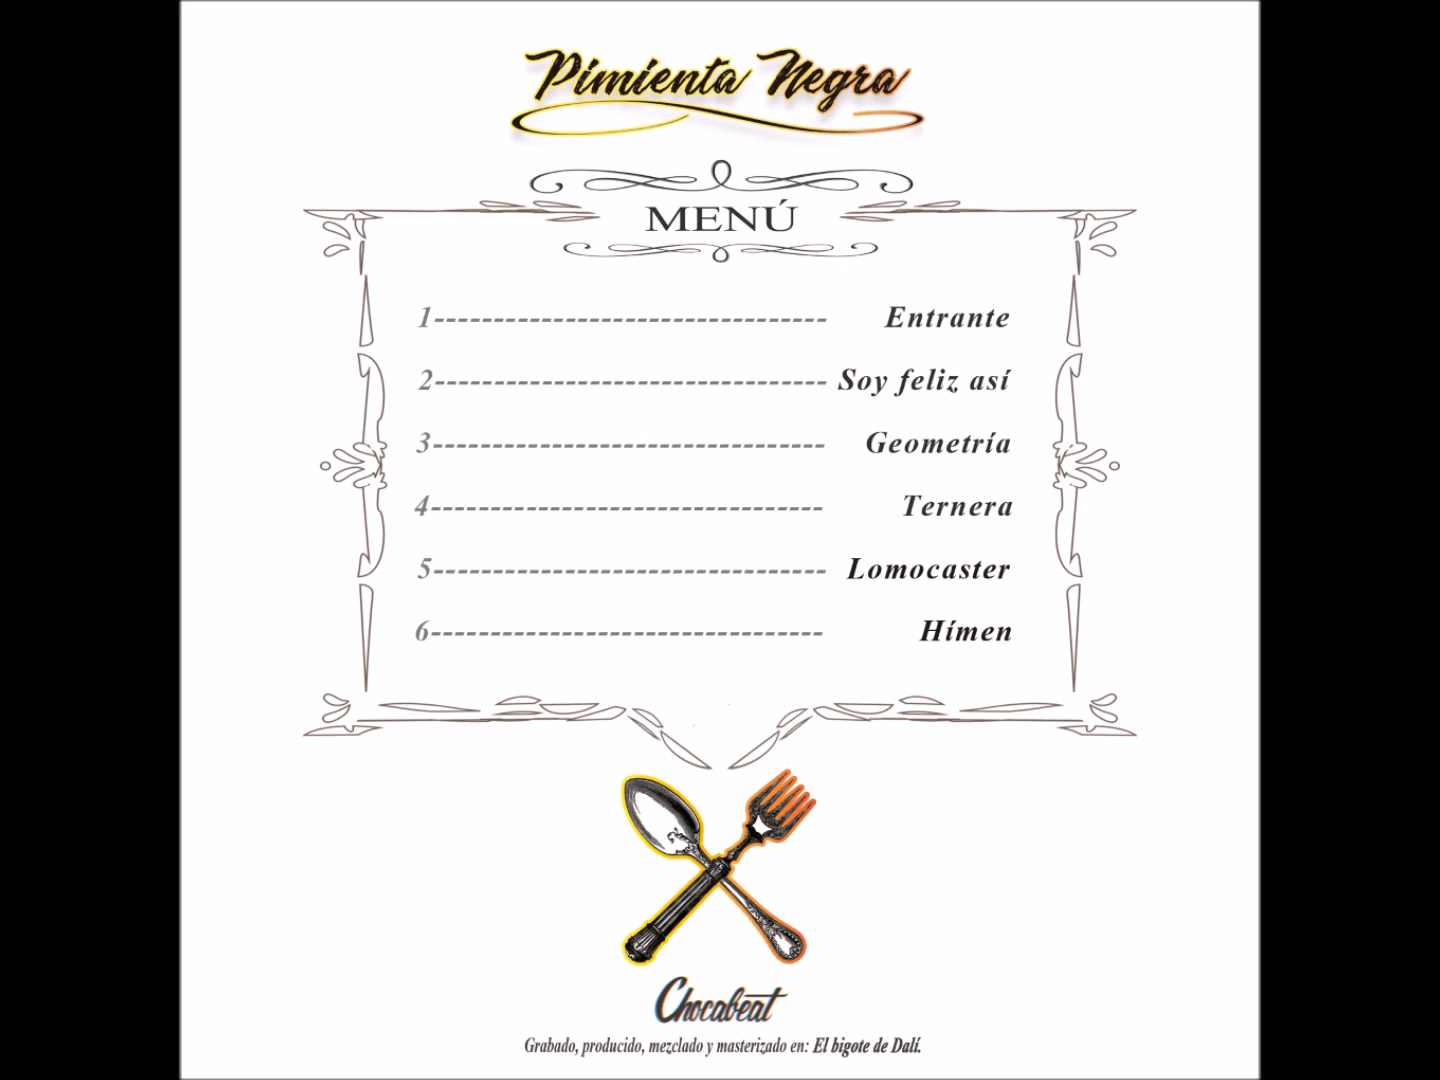 Pimienta Negra
MENÚ
1---------------------------------- Entrante
2---------------------------------- Soy feliz así
3---------------------------------- Geometría
4---------------------------------- Ternera
5---------------------------------- Lomocaster
6---------------------------------- Hímen
Chocabeat
Grabado, producido, mezclado y masterizado en: El bigote de Dalí.